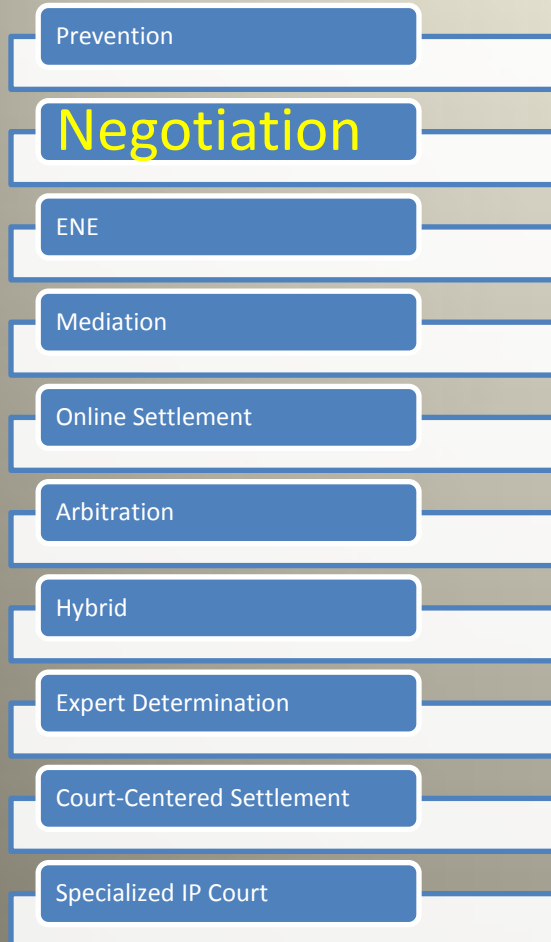 Prevention
Negotiation
ENE
Mediation
Online Settlement
Arbitration
Hybrid
Expert Determination
Court-Centered Settlement
Specialized IP Court